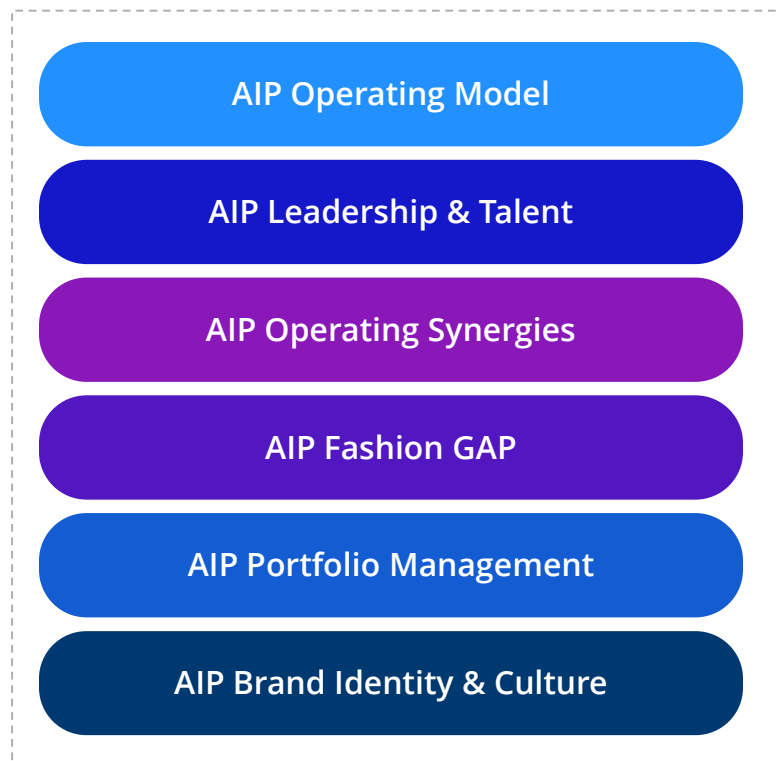 AIP Operating Model
AIP Leadership & Talent
AIP Operating Synergies
AIP Fashion GAP
AIP Portfolio Management
AIP Brand Identity & Culture